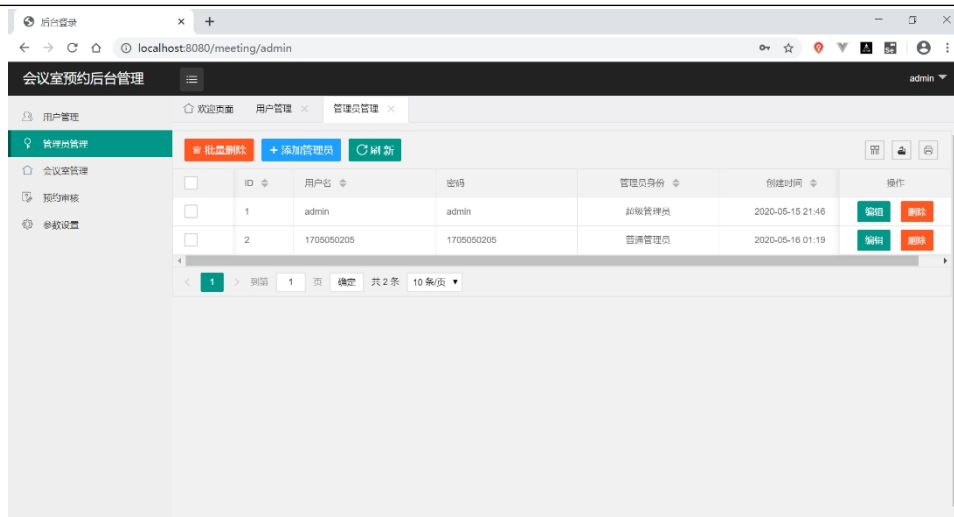 后台登录
localhost:8080/meeting/admin
会议室预约后台管理 admin
用户管理
管理员管理
会议室管理
预约审核
参数设置
欢迎页面 用户管理 管理员管理
批量删除 添加管理员 刷新
ID 用户名 密码 管理员身份 创建时间 操作
1 admin admin 超级管理员 2020-05-15 21:46 编辑 删除
2 1705050205 1705050205 普通管理员 2020-05-16 01:19 编辑 删除
1 到第 1 页 确定 共2条 10条/页